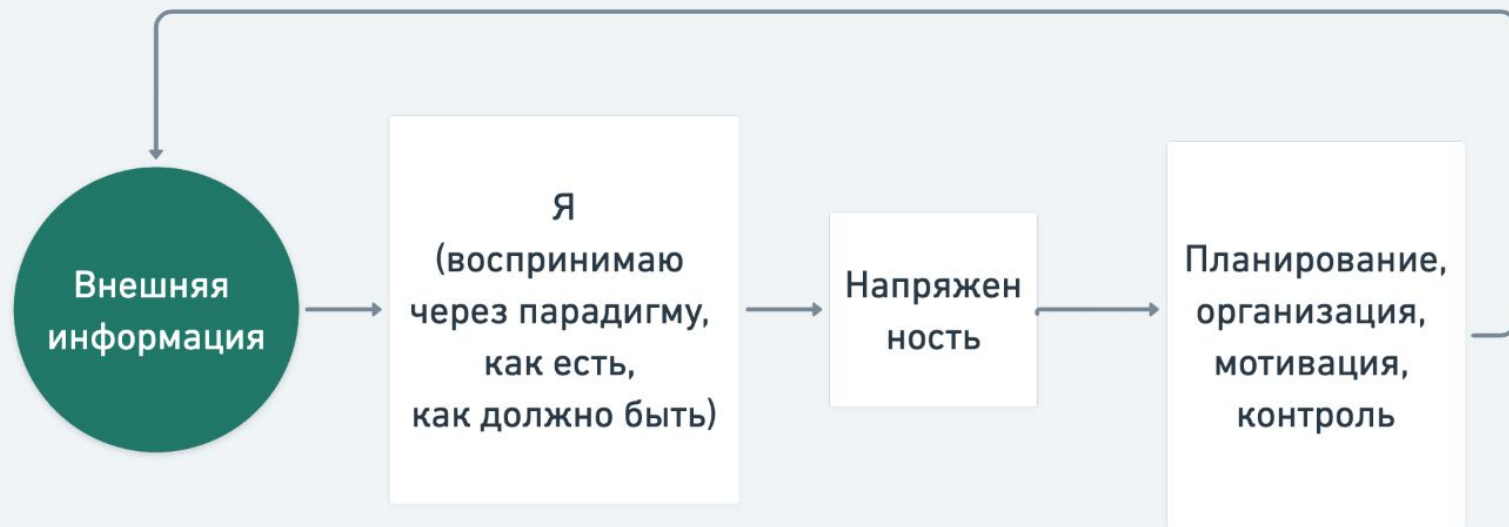 Внешняя
информация
Я
(воспринимаю
через парадигму,
как есть,
как должно быть)
Напряжен
ность
Планирование,
организация,
мотивация,
контроль